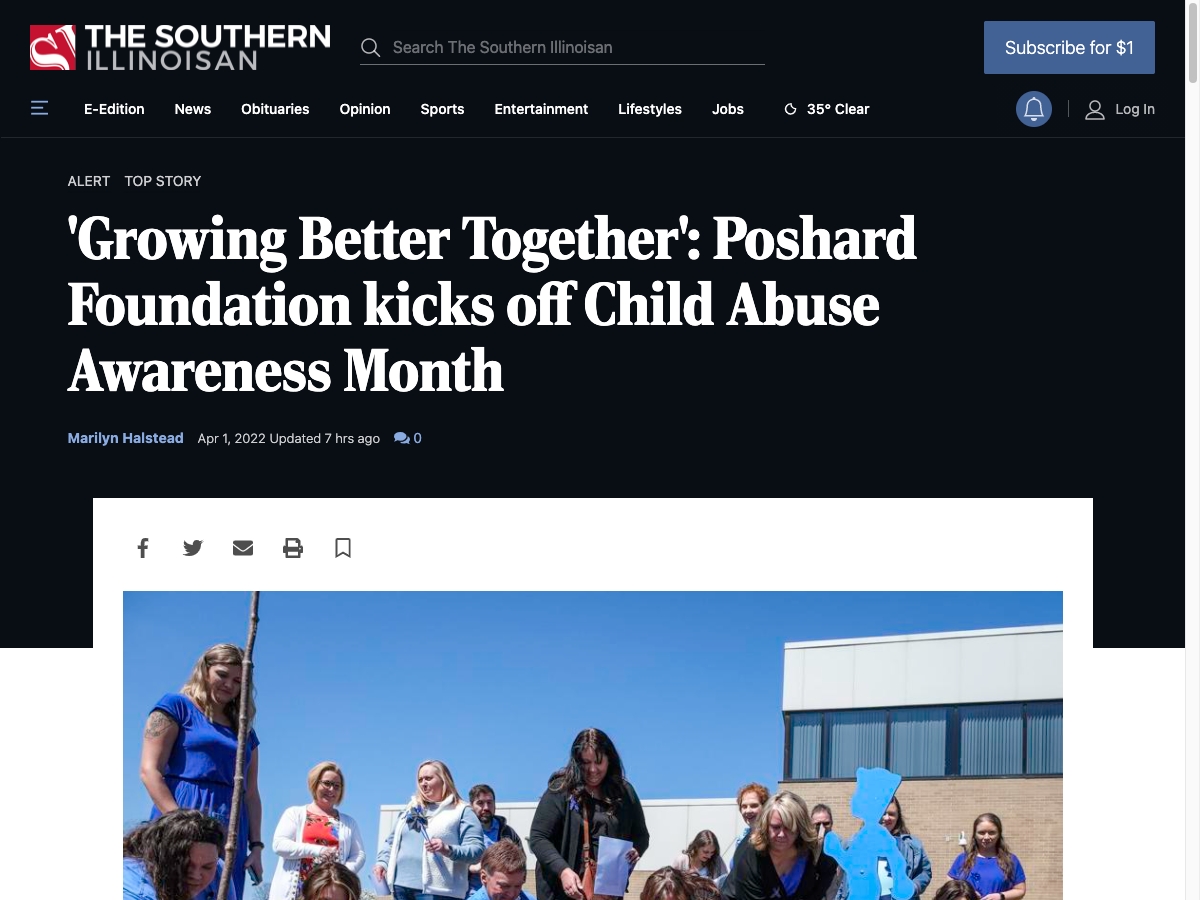 THE SOUTHERN
ILLINOISAN
Search The Southern Illinoisan
Subscribe for $1
E-Edition News Obituaries Opinion Sports Entertainment Lifestyles Jobs 35° Clear Log In
ALERT TOP STORY
'Growing Better Together': Poshard
Foundation kicks off Child Abuse
Awareness Month
Marilyn Halstead Apr 1, 2022 Updated 7 hrs ago 0